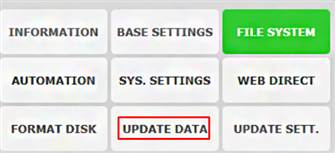 INFORMATION BASE SETTINGS FILE SYSTEM
AUTOMATION SYS. SETTINGS WEB DIRECT
FORMAT DISK UPDATE DATA UPDATE SETT.